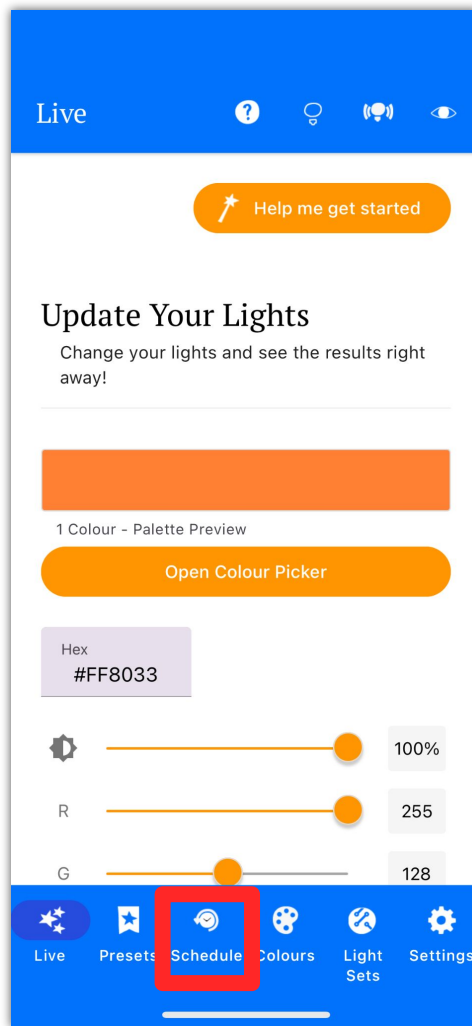 Live
?
Help me get started
Update Your Lights
Change your lights and see the results right
away!
1 Colour - Palette Preview
Open Colour Picker
Hex
#FF8033
100%
R
255
G
128
Live
Presets
Schedule
Colours
Light
Sets
Settings